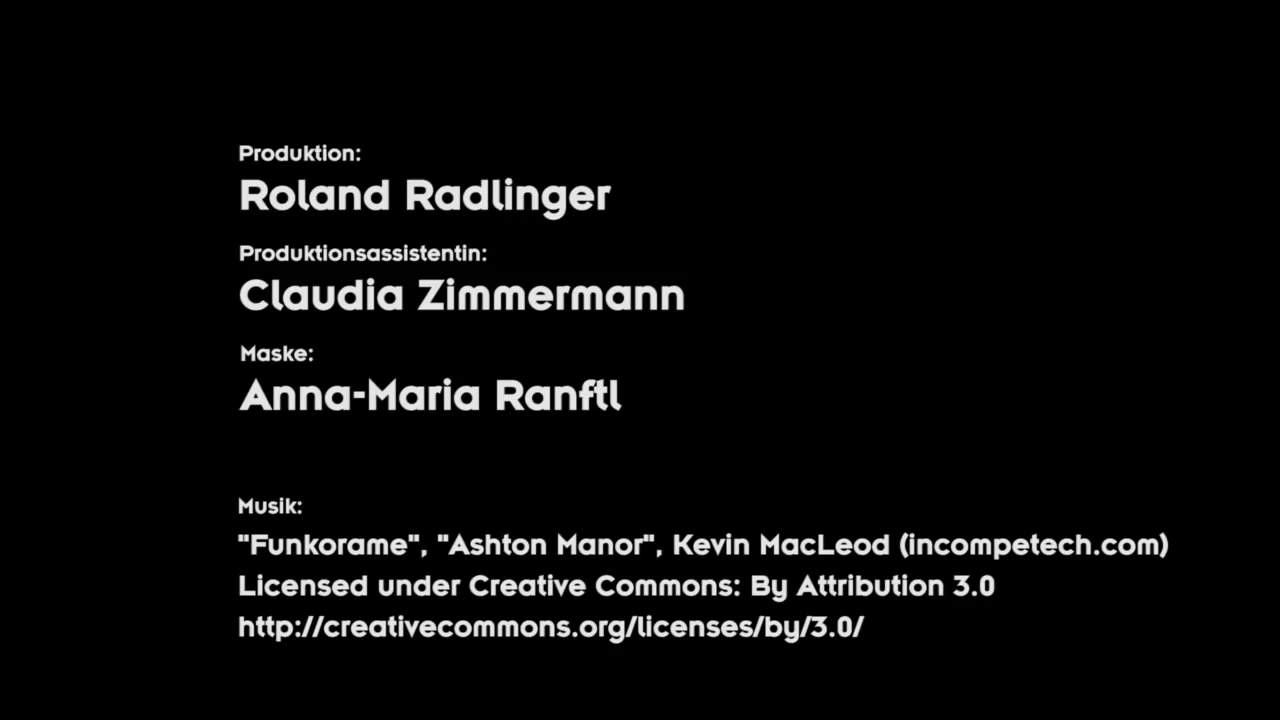 Produktion:
Roland Radlinger
Produktionsassistentin:
Claudia Zimmermann
Maske:
Anna-Maria Ranftl
Musik:
"Funkorame", "Ashton Manor", Kevin MacLeod (incompetech.com)
Licensed under Creative Commons: By Attribution 3.0
http://creativecommons.org/licenses/by/3.0/